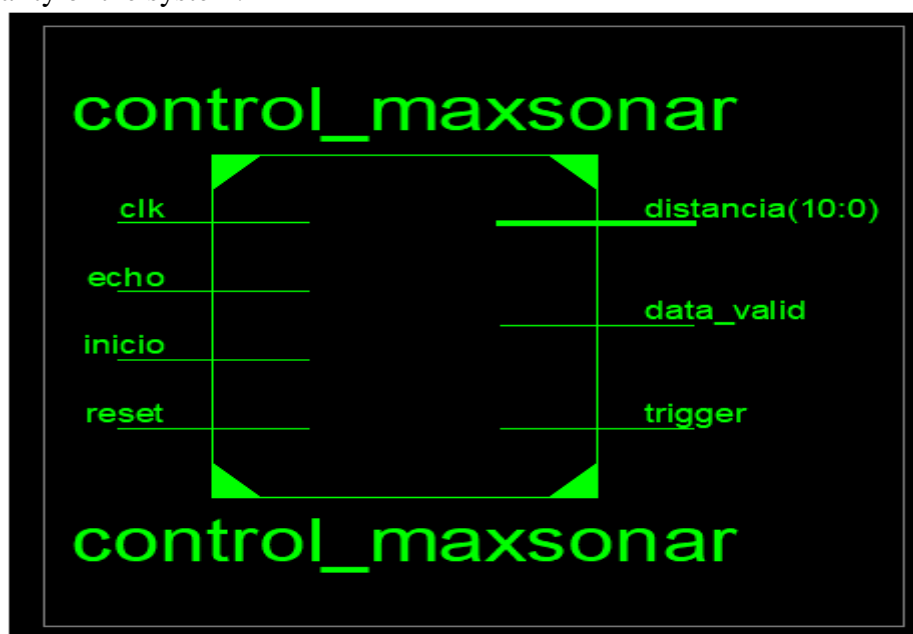 control_maxsonar
clk
distancia(10:0)
echo
data_valid
inicio
reset
trigger
control_maxsonar